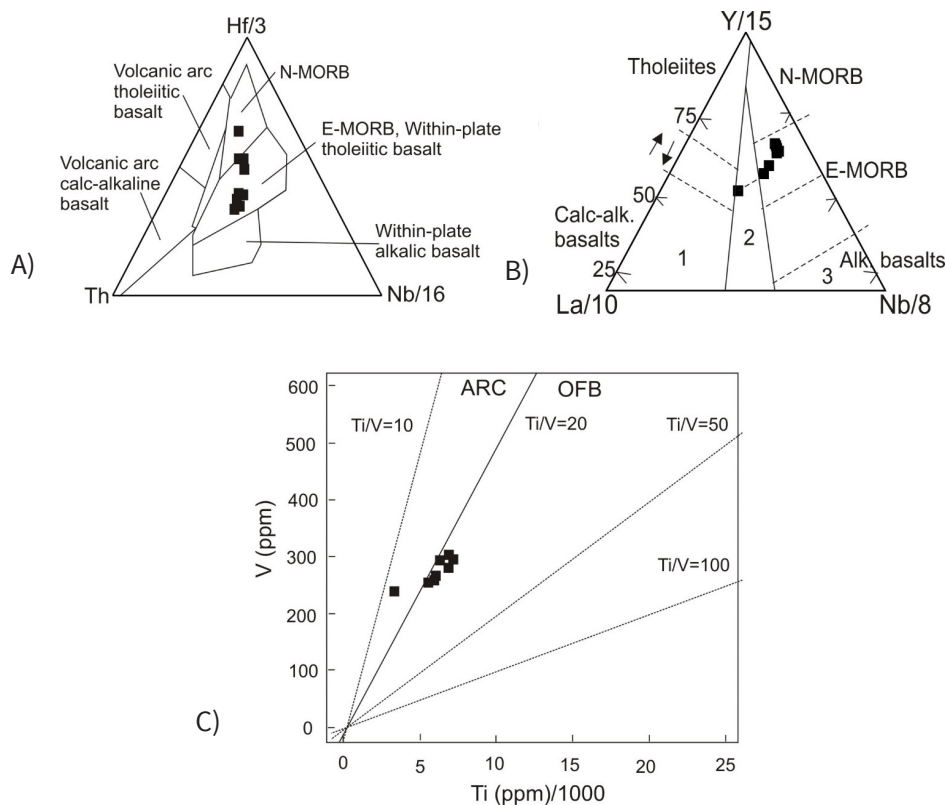 Hf/3
Volcanic arc
tholeiitic
basalt
N-MORB
E-MORB, Within-plate
tholeiitic basalt
Volcanic arc
calc-alkaline
basalt
Within-plate
alkalic basalt
A)
Th
Nb/16
Y/15
Tholeiites
N-MORB
75
E-MORB
50
Calc-alk.
basalts
2
1
3
Alk. basalts
25
B)
La/10
Nb/8
600
ARC
OFB
Ti/V=10
Ti/V=20
Ti/V=50
500
400
V (ppm)
300
Ti/V=100
200
100
C)
0
0
5
10
15
20
25
Ti (ppm)/1000